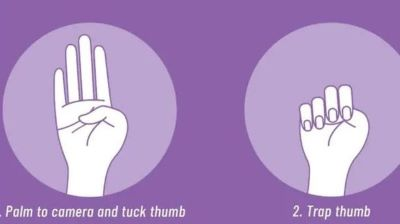 . Palm to camera and tuck thumb
2. Trap thumb